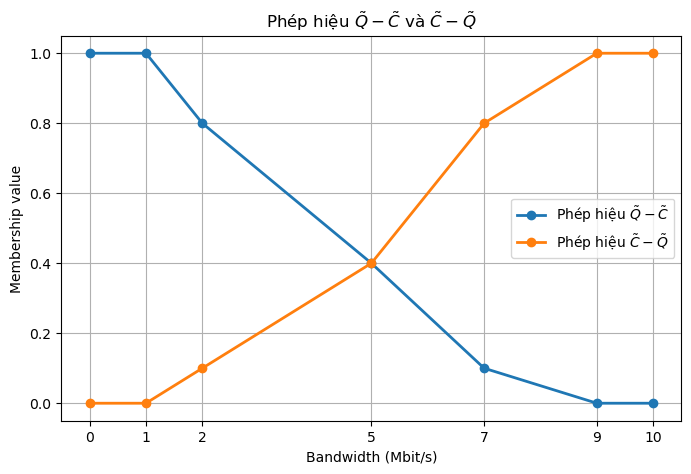 Phép hiệu Q̃ − C̃ và C̃ − Q̃
1.0
0.8
0.6
0.4
0.2
0.0
Membership value
Phép hiệu Q̃ − C̃
Phép hiệu C̃ − Q̃
0 1 2 5 7 9 10
Bandwidth (Mbit/s)